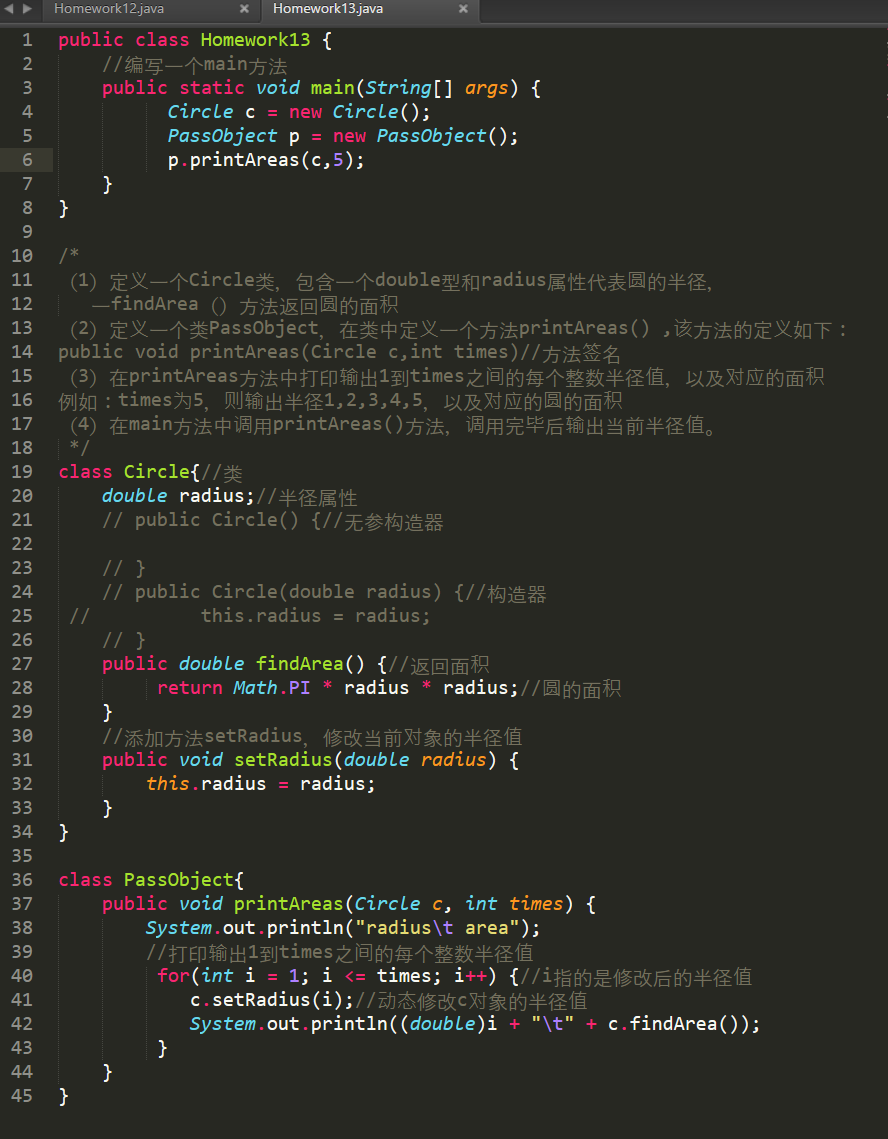 Homework12.java × Homework13.java ×
1 public class Homework13 {
2 //编写一个main方法
3 public static void main(String[] args) {
4 Circle c = new Circle();
5 PassObject p = new PassObject();
6 p.printAreas(c,5);
7 }
8 }
9
10 /*
11 （1）定义一个Circle类，包含一个double型和radius属性代表圆的半径，
12 一findArea（）方法返回圆的面积
13 （2）定义一个类PassObject，在类中定义一个方法printAreas() ,该方法的定义如下：
14 public void printAreas(Circle c,int times)//方法签名
15 （3）在printAreas方法中打印输出1到times之间的每个整数半径值，以及对应的面积
16 例如：times为5，则输出半径1,2,3,4,5，以及对应的圆的面积
17 （4）在main方法中调用printAreas()方法，调用完毕后输出当前半径值。
18 */
19 class Circle{//类
20 double radius;//半径属性
21 // public Circle() {//无参构造器
22
23 // }
24 // public Circle(double radius) {//构造器
25 // this.radius = radius;
26 // }
27 public double findArea() {//返回面积
28 return Math.PI * radius * radius;//圆的面积
29 }
30 //添加方法setRadius，修改当前对象的半径值
31 public void setRadius(double radius) {
32 this.radius = radius;
33 }
34 }
35
36 class PassObject{
37 public void printAreas(Circle c, int times) {
38 System.out.println("radius\t area");
39 //打印输出1到times之间的每个整数半径值
40 for(int i = 1; i <= times; i++) {//i指的是修改后的半径值
41 c.setRadius(i);//动态修改c对象的半径值
42 System.out.println((double)i + "\t" + c.findArea());
43 }
44 }
45 }